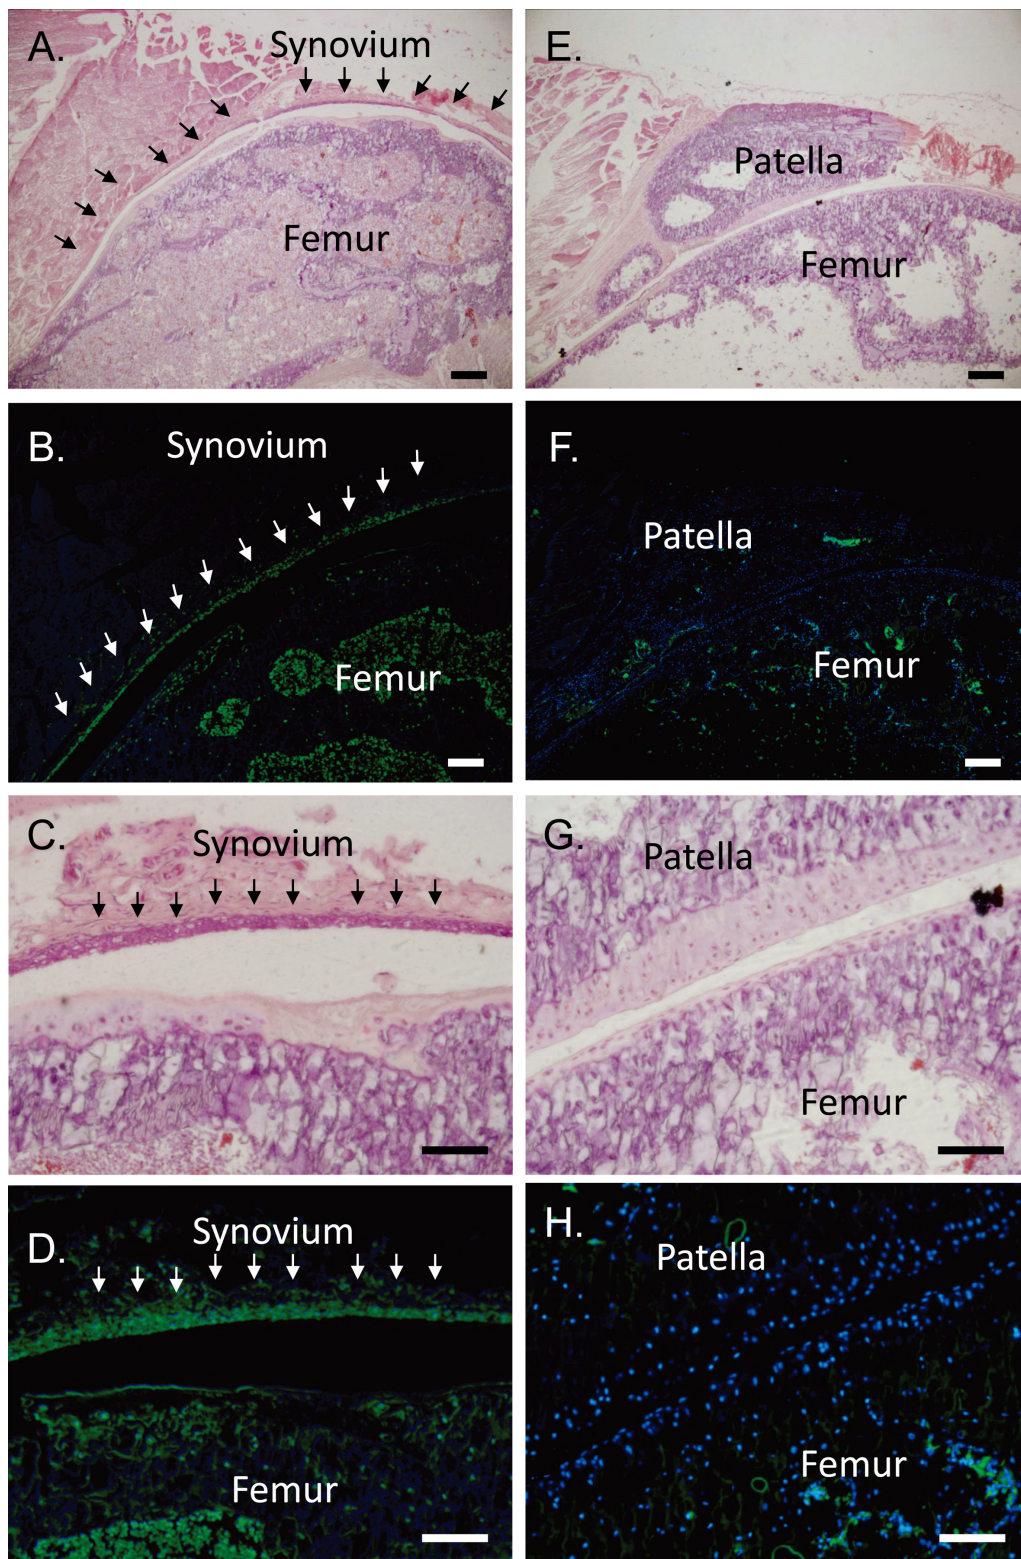 A.
Synovium
Femur
E.
Patella
Femur
B.
Synovium
Femur
F.
Patella
Femur
C.
Synovium
G.
Patella
Femur
D.
Synovium
Femur
H.
Patella
Femur